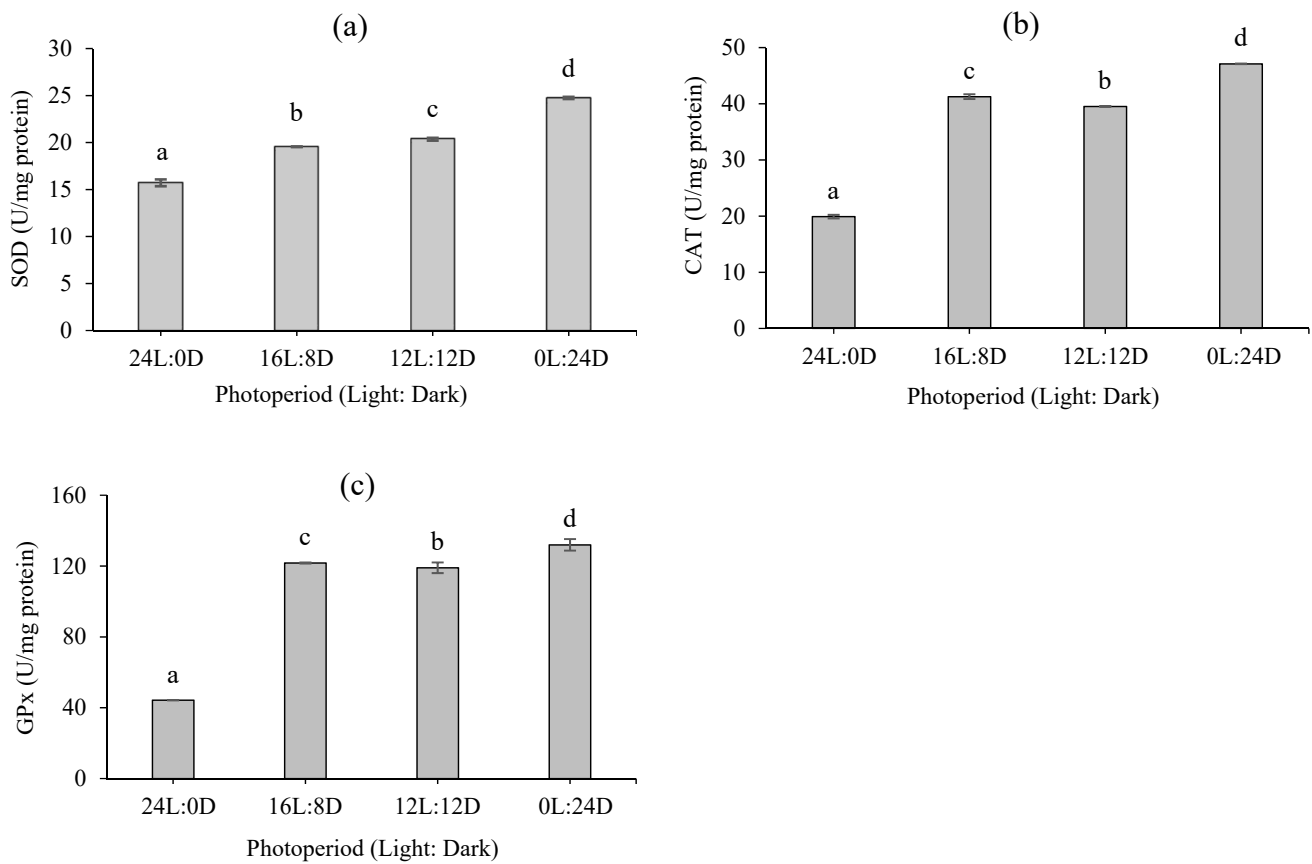 (a)
30
25
20
15
10
5
0
SOD (U/mg protein)
a
b
c
d
24L:0D 16L:8D 12L:12D 0L:24D
Photoperiod (Light: Dark)
(b)
50
40
30
20
10
0
CAT (U/mg protein)
a
c
b
d
24L:0D 16L:8D 12L:12D 0L:24D
Photoperiod (Light: Dark)
(c)
160
120
80
40
0
GPx (U/mg protein)
a
c
b
d
24L:0D 16L:8D 12L:12D 0L:24D
Photoperiod (Light: Dark)